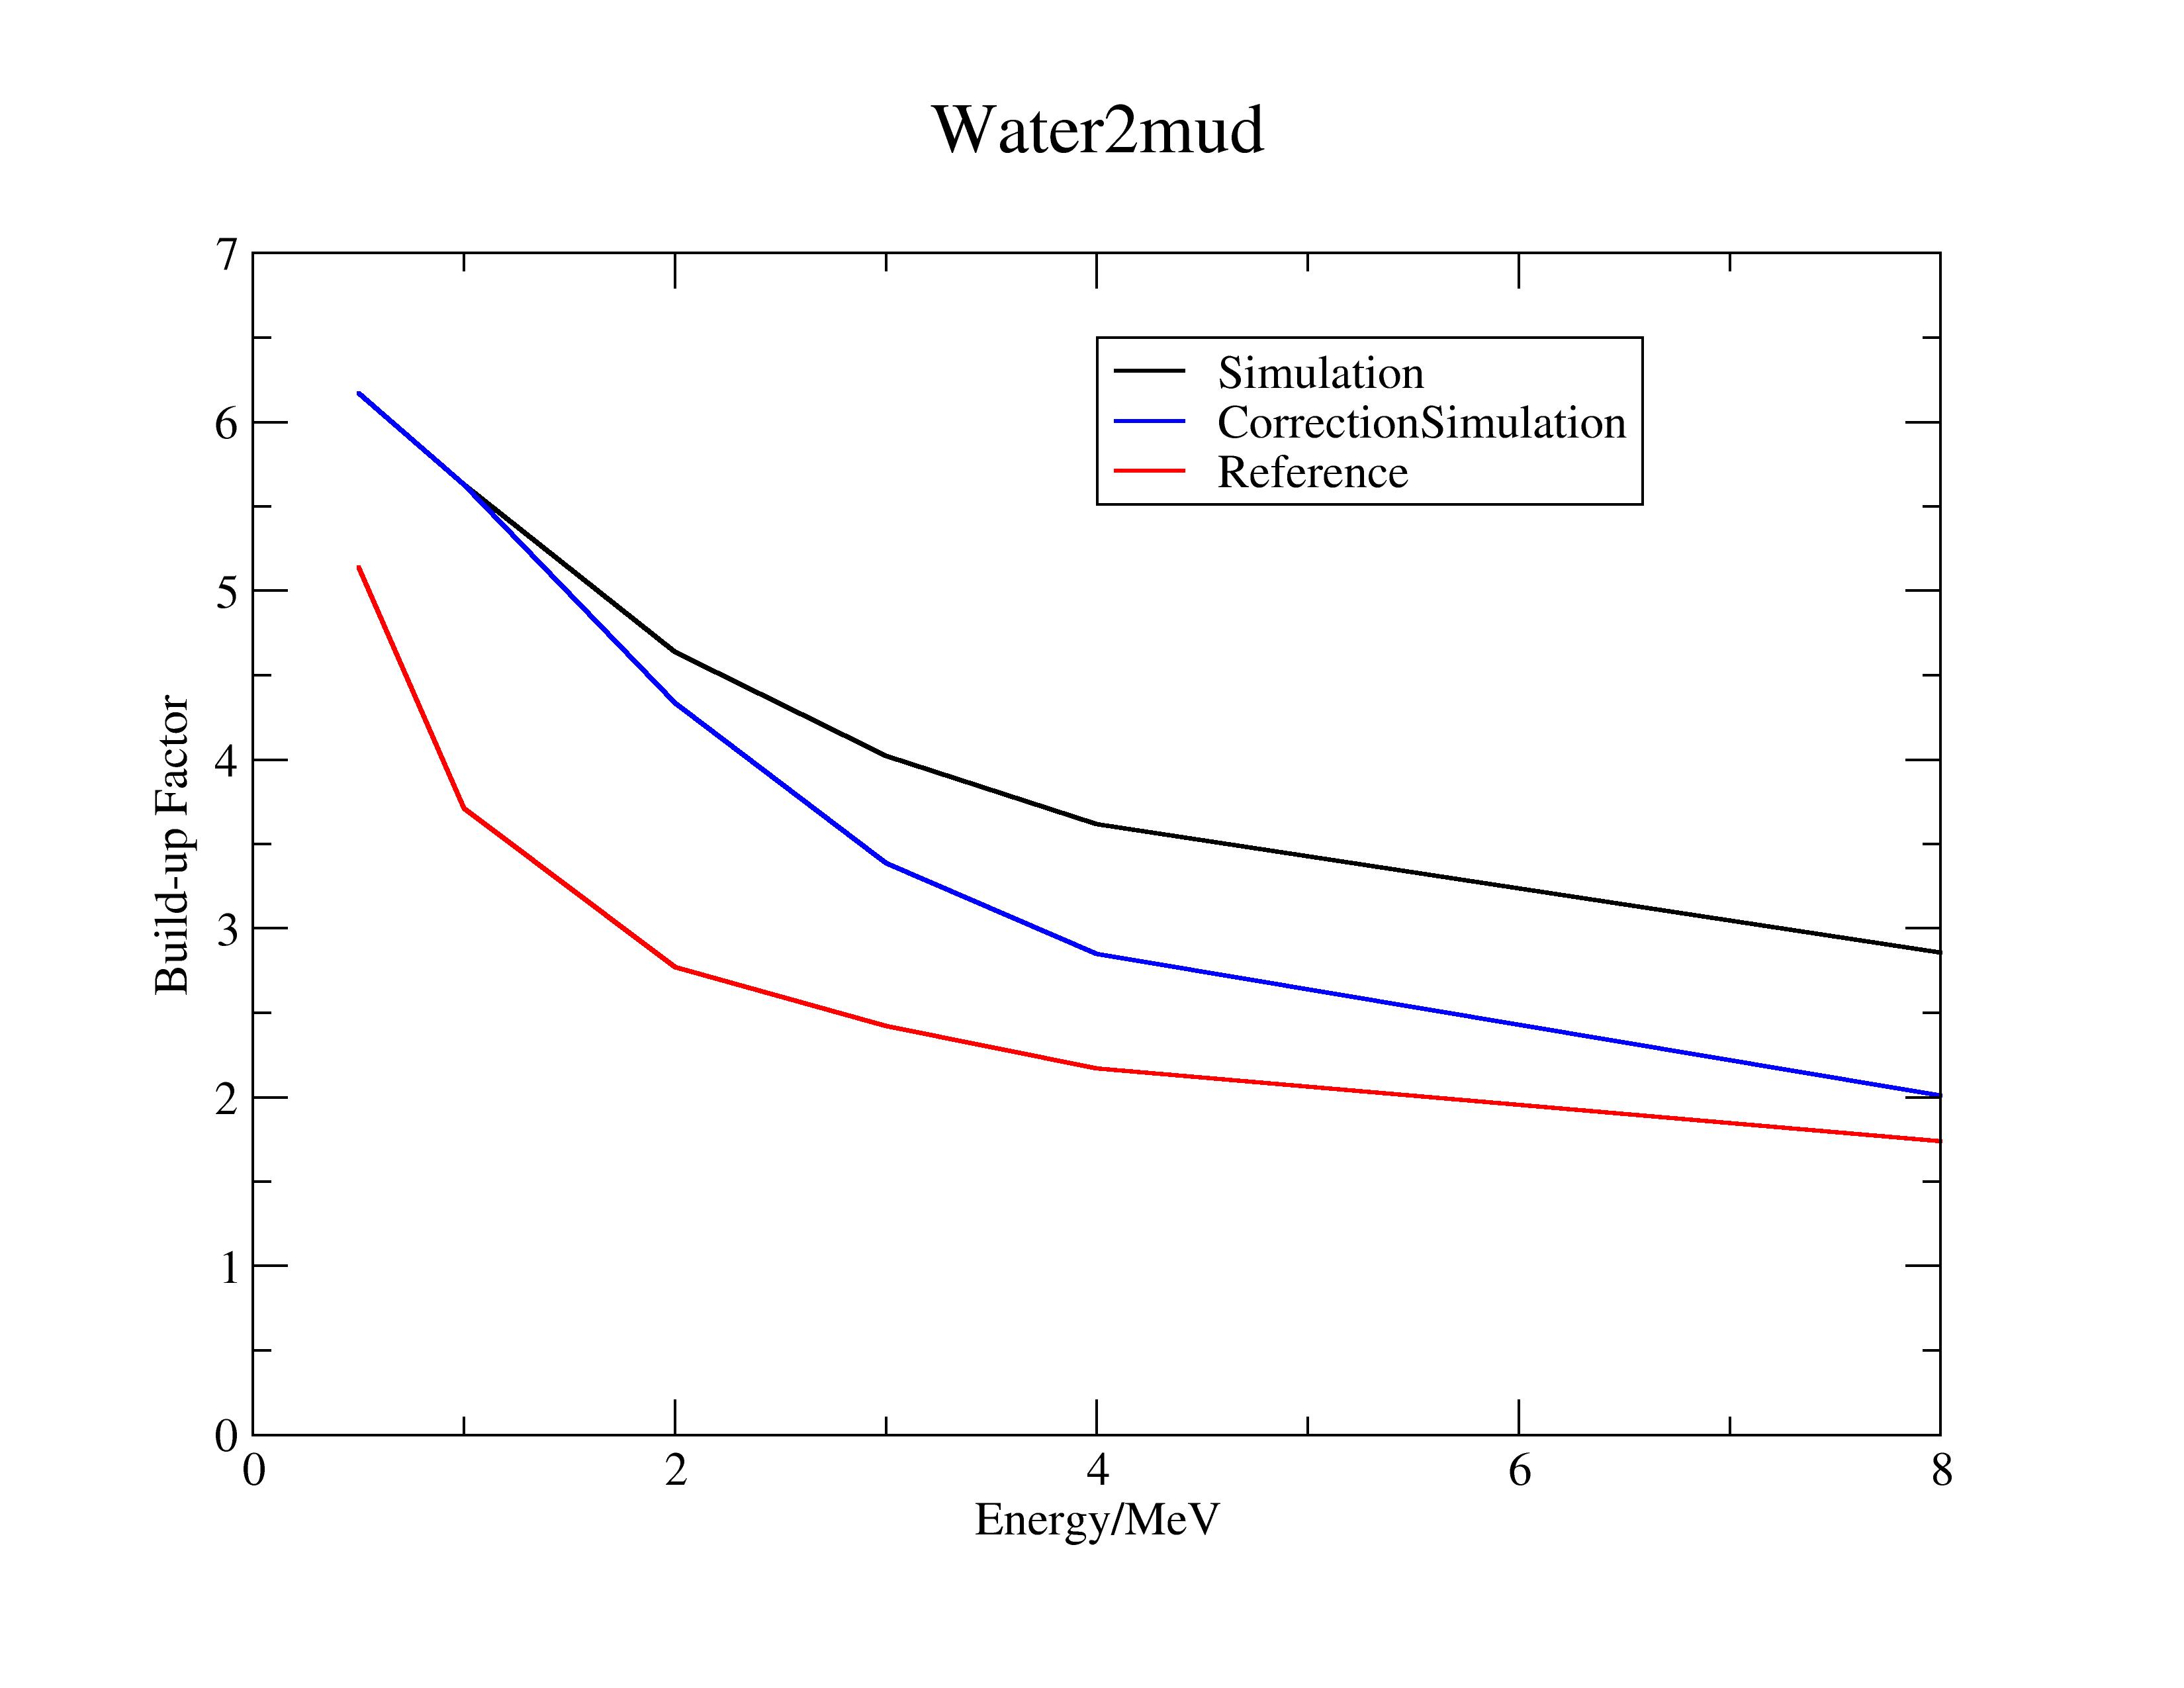 Water2mud
7
6
5
4
3
2
1
0
Build-up Factor
Simulation
CorrectionSimulation
Reference
0 2 4 6 8
Energy/MeV